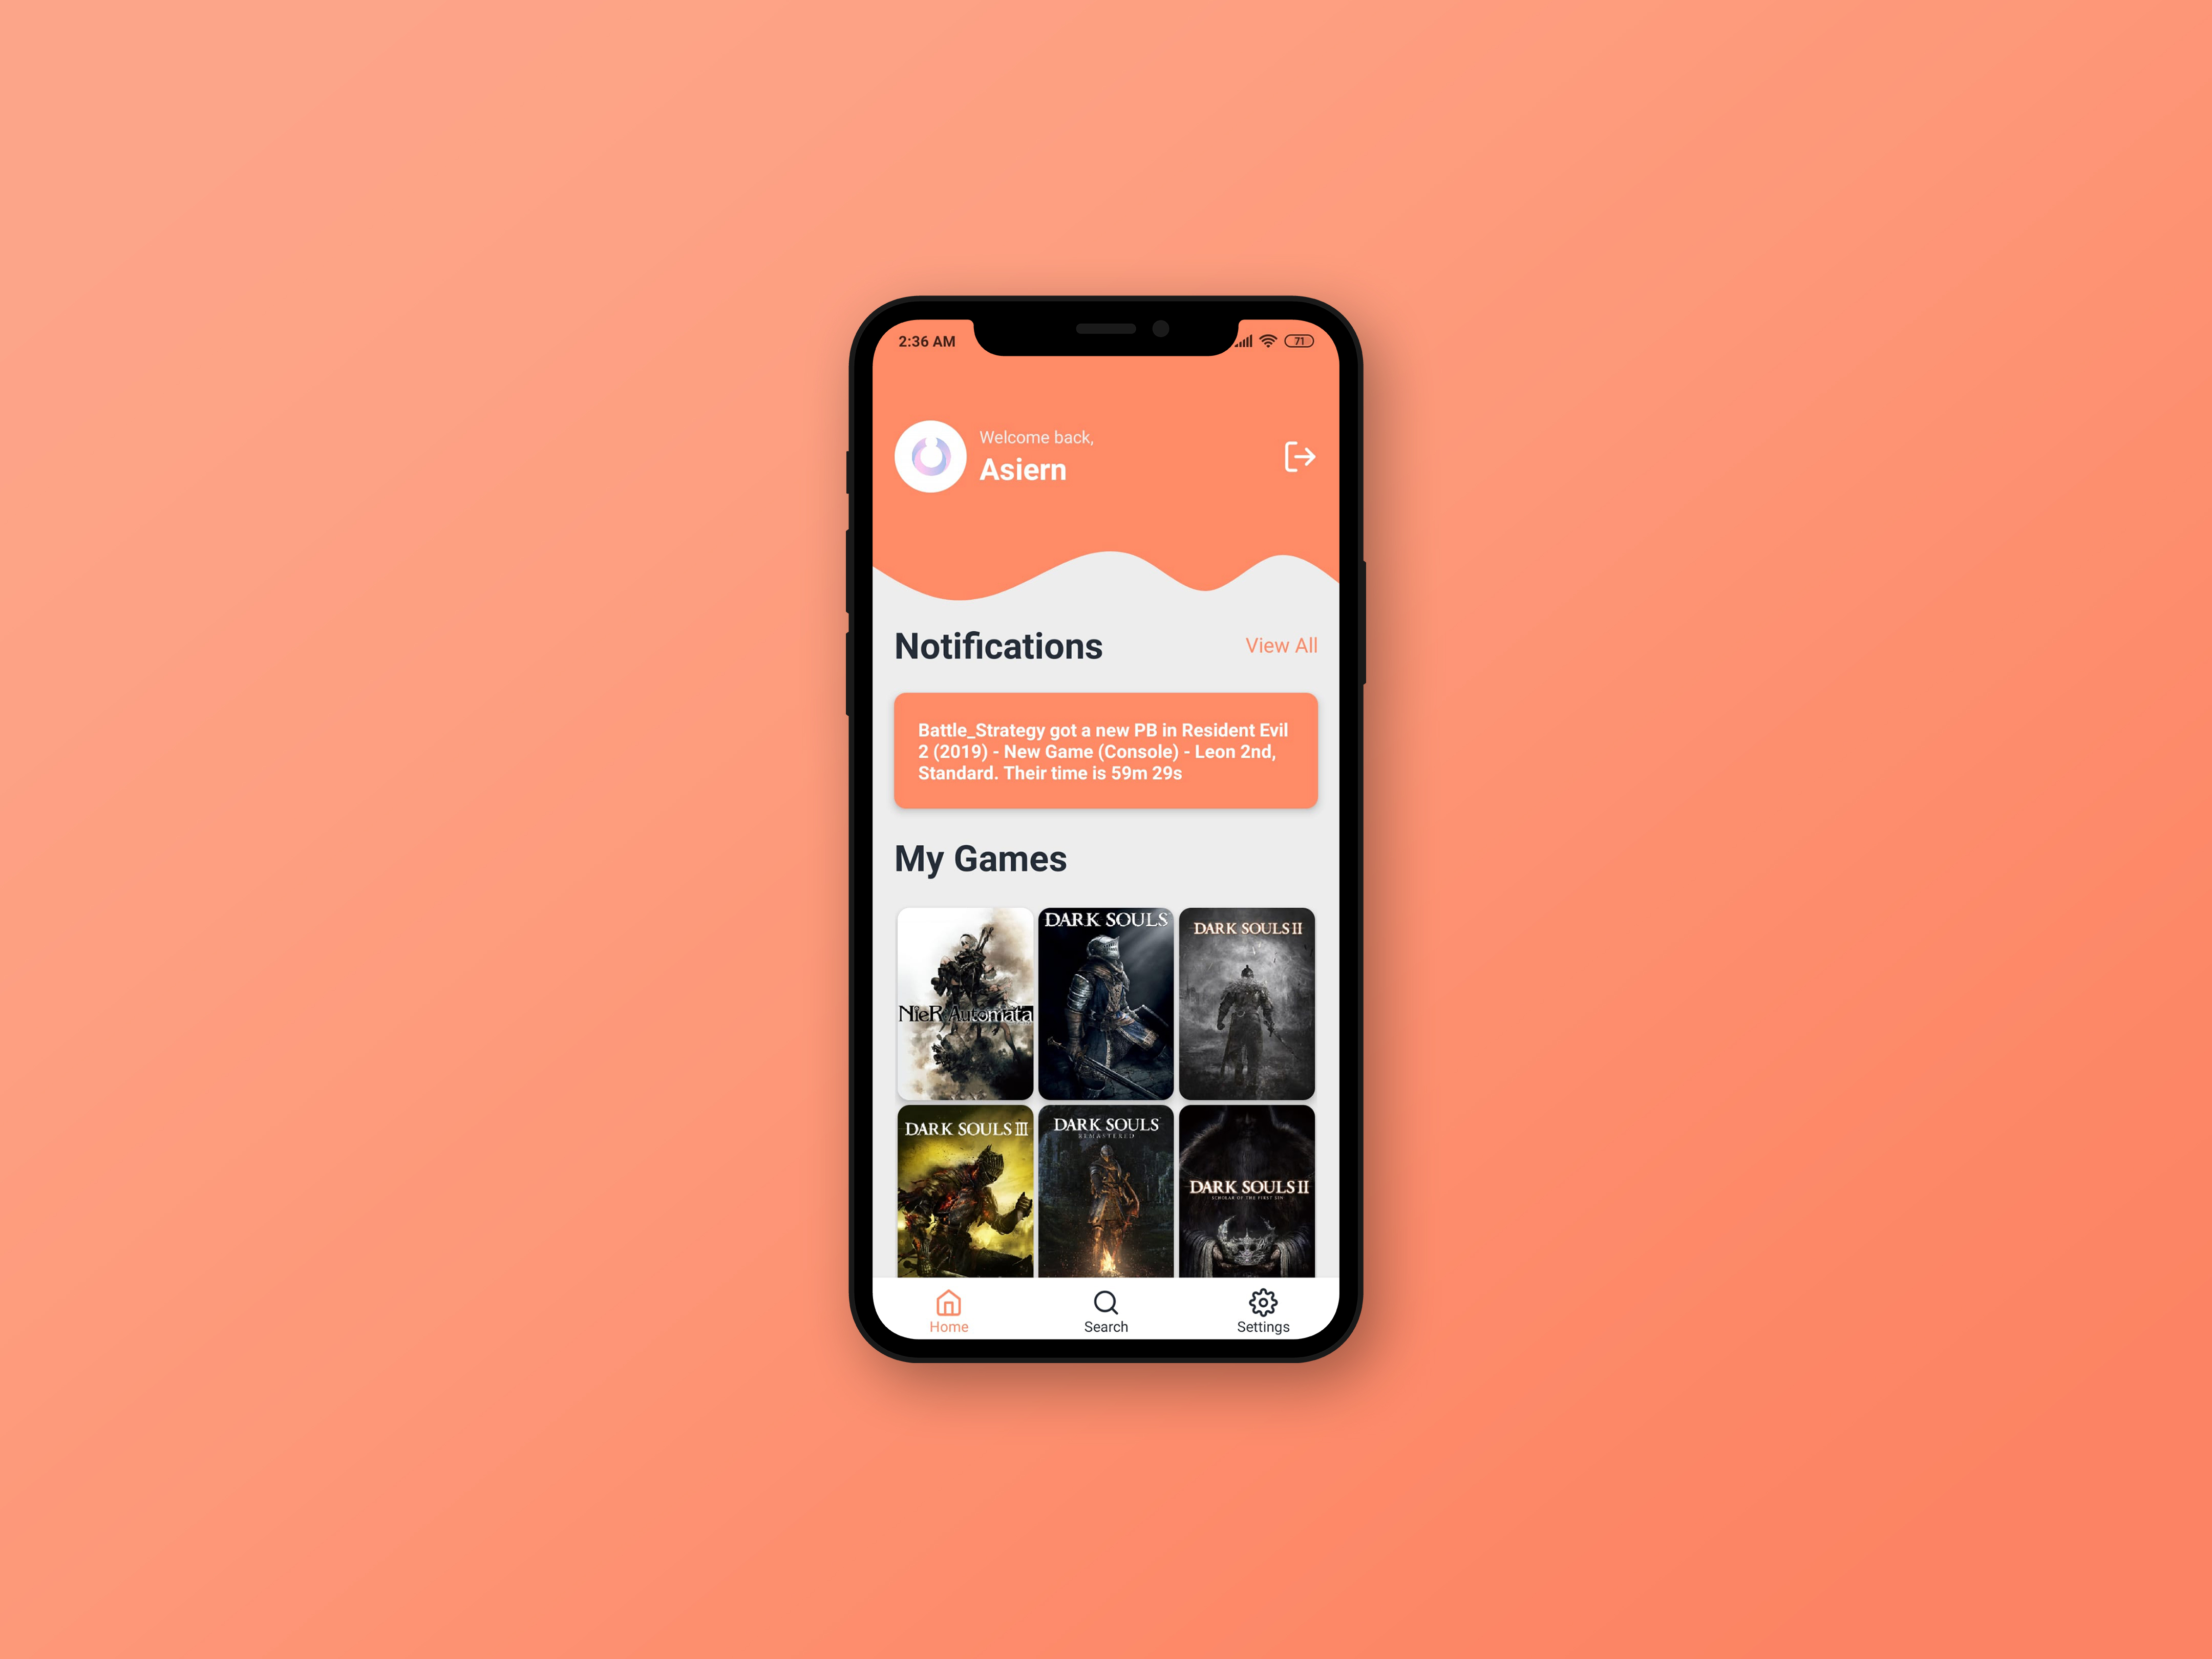 2:36 AM
71
Welcome back,
Asiern
Notifications
View All
Battle_Strategy got a new PB in Resident Evil
2 (2019) - New Game (Console) - Leon 2nd,
Standard. Their time is 59m 29s
My Games
NieR:Automata
DARK SOULS
DARK SOULS II
DARK SOULS III
DARK SOULS
REMASTERED
DARK SOULS II
SCHOLAR OF THE FIRST SIN
Home
Search
Settings